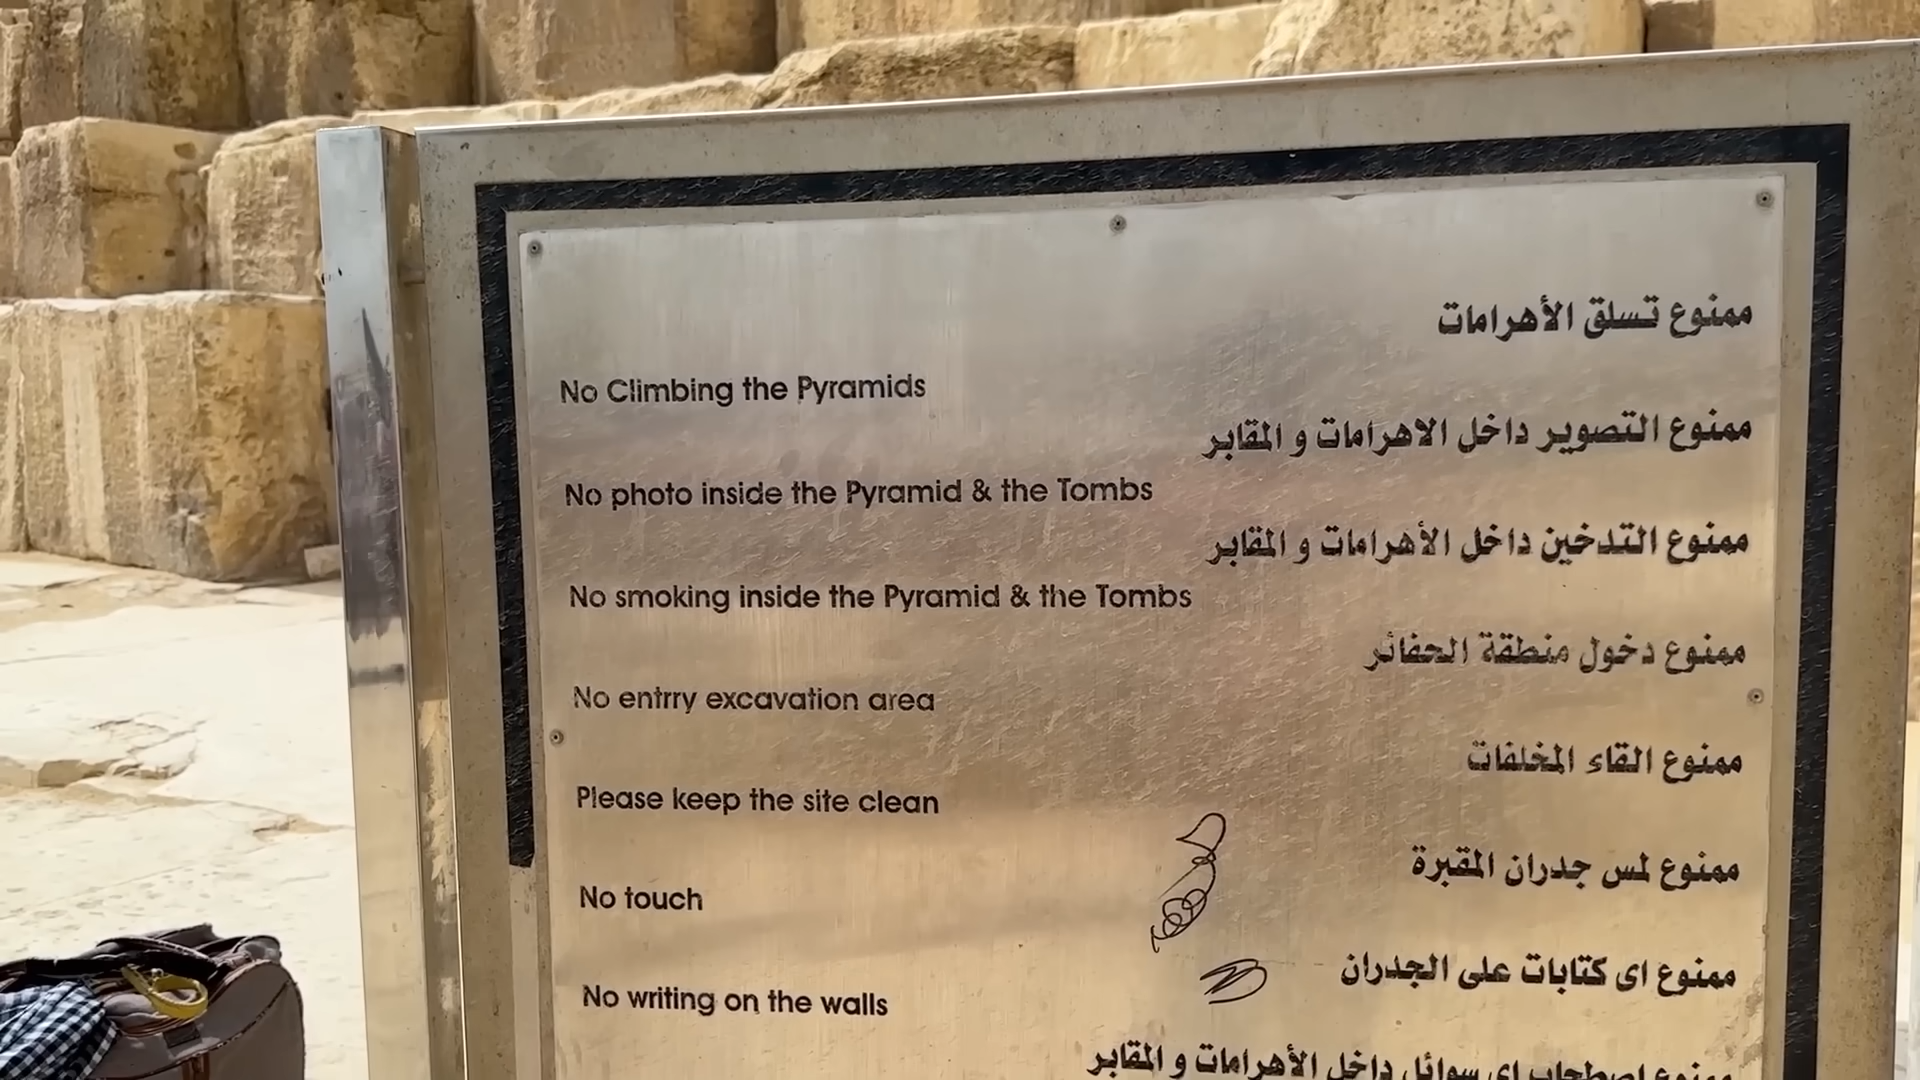 ممنوع تسلق الأهرامات
No Climbing the Pyramids
ممنوع التصوير داخل الاهرامات و المقابر
No photo inside the Pyramid & the Tombs
ممنوع التدخين داخل الأهرامات و المقابر
No smoking inside the Pyramid & the Tombs
ممنوع دخول منطقة الحفائر
No entrry excavation area
ممنوع القاء المخلفات
Please keep the site clean
ممنوع لمس جدران المقبرة
No touch
ممنوع اى كتابات على الجدران
No writing on the walls
ممنوع اصطحاب اى سوائل داخل الأهرامات و المقابر